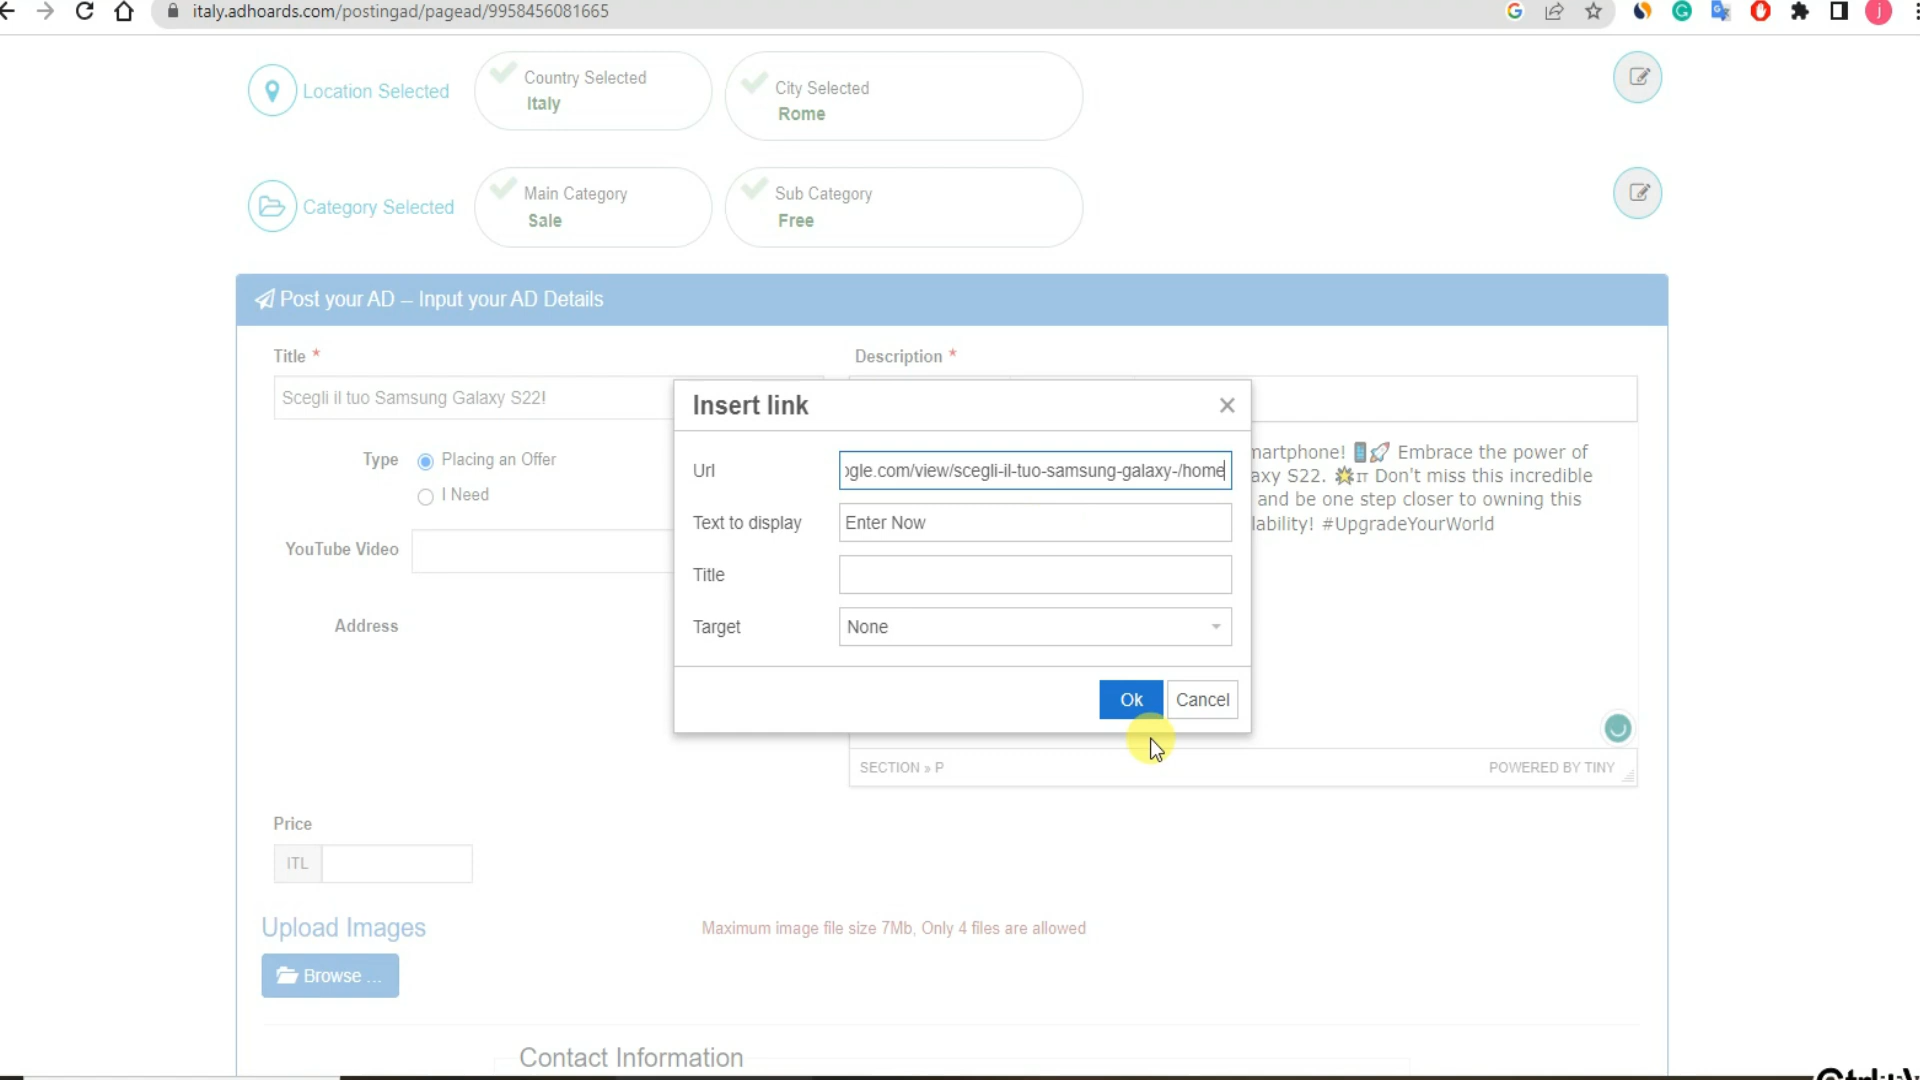 italy.adhoards.com/postingad/pagead/9958456081665
j
Location Selected
Country Selected
Italy
City Selected
Rome
Category Selected
Main Category
Sale
Sub Category
Free
Post your AD – Input your AD Details
Title *
Scegli il tuo Samsung Galaxy S22!
Type
Placing an Offer
I Need
YouTube Video
Address
Description *
martphone! 📱🚀 Embrace the power of
axy S22. 🌟π Don't miss this incredible
and be one step closer to owning this
lability! #UpgradeYourWorld
SECTION » P
POWERED BY TINY
Insert link
Url
ogle.com/view/scegli-il-tuo-samsung-galaxy-/home
Text to display
Enter Now
Title
Target
None
Ok
Cancel
Price
ITL
Upload Images
Maximum image file size 7Mb, Only 4 files are allowed
Browse ...
Contact Information